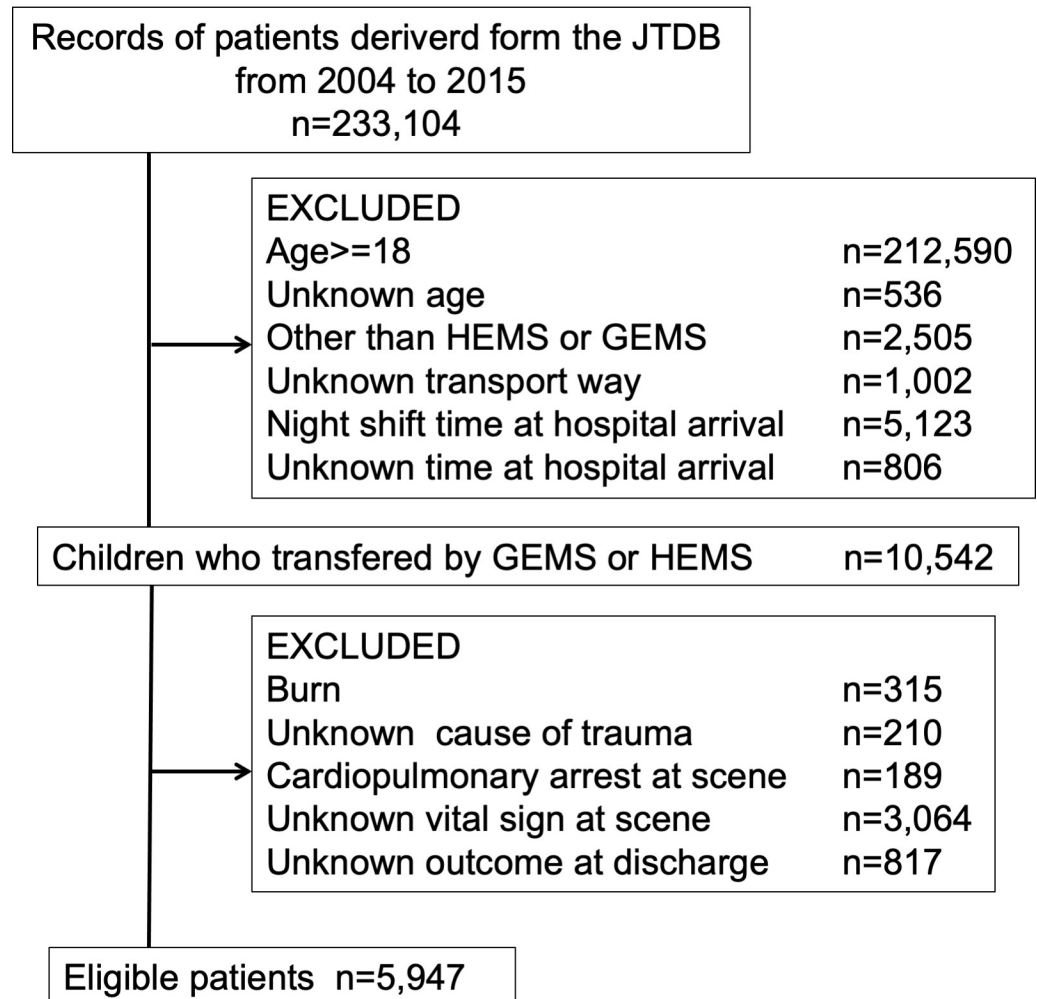 Records of patients deriverd form the JTDB
from 2004 to 2015
n=233,104
EXCLUDED
Age>=18 n=212,590
Unknown age n=536
Other than HEMS or GEMS n=2,505
Unknown transport way n=1,002
Night shift time at hospital arrival n=5,123
Unknown time at hospital arrival n=806
Children who transfered by GEMS or HEMS n=10,542
EXCLUDED
Burn n=315
Unknown cause of trauma n=210
Cardiopulmonary arrest at scene n=189
Unknown vital sign at scene n=3,064
Unknown outcome at discharge n=817
Eligible patients n=5,947